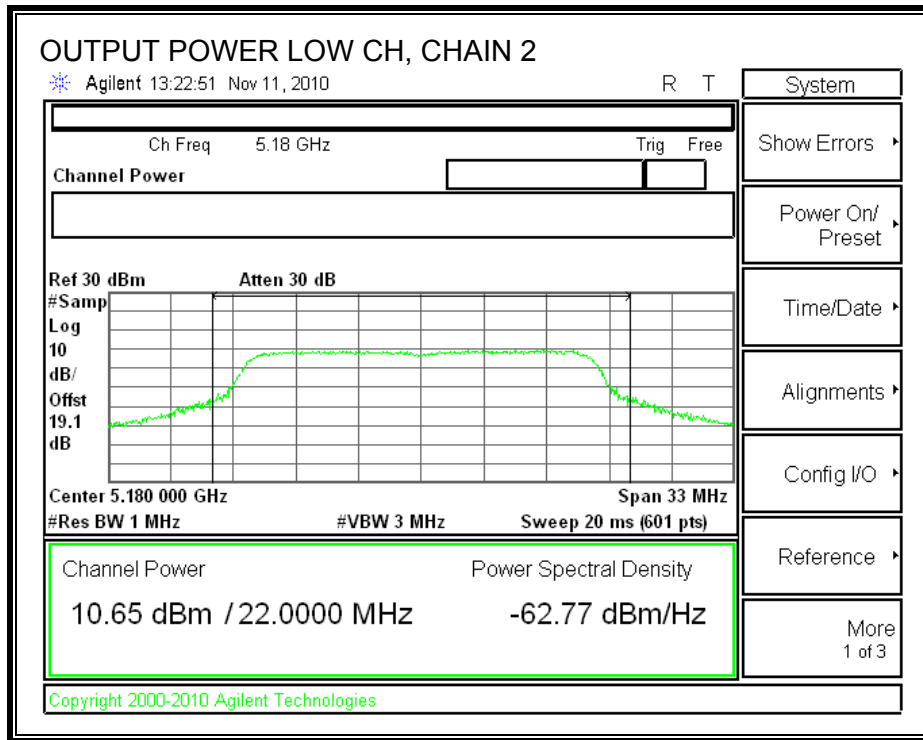 OUTPUT POWER LOW CH, CHAIN 2
Agilent 13:22:51 Nov 11, 2010 R T
System
Ch Freq 5.18 GHz Trig Free
Channel Power
Show Errors
Power On/
Preset
Ref 30 dBm Atten 30 dB
#Samp
Log
10
dB/
Offst
19.1
dB
Time/Date
Alignments
Config I/O
Center 5.180 000 GHz Span 33 MHz
#Res BW 1 MHz #VBW 3 MHz Sweep 20 ms (601 pts)
Channel Power Power Spectral Density
10.65 dBm / 22.0000 MHz -62.77 dBm/Hz
Reference
More
1 of 3
Copyright 2000-2010 Agilent Technologies